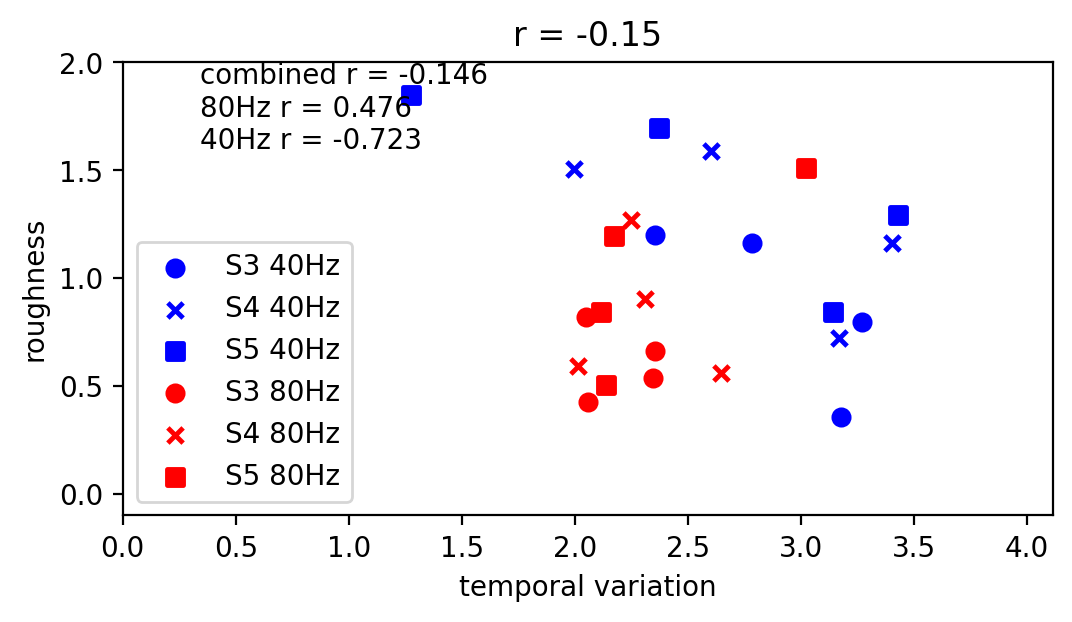 r = -0.15
combined r = -0.146
80Hz r = 0.476
40Hz r = -0.723
2.0
1.5
1.0
0.5
0.0
roughness
S3 40Hz
S4 40Hz
S5 40Hz
S3 80Hz
S4 80Hz
S5 80Hz
0.0 0.5 1.0 1.5 2.0 2.5 3.0 3.5 4.0
temporal variation